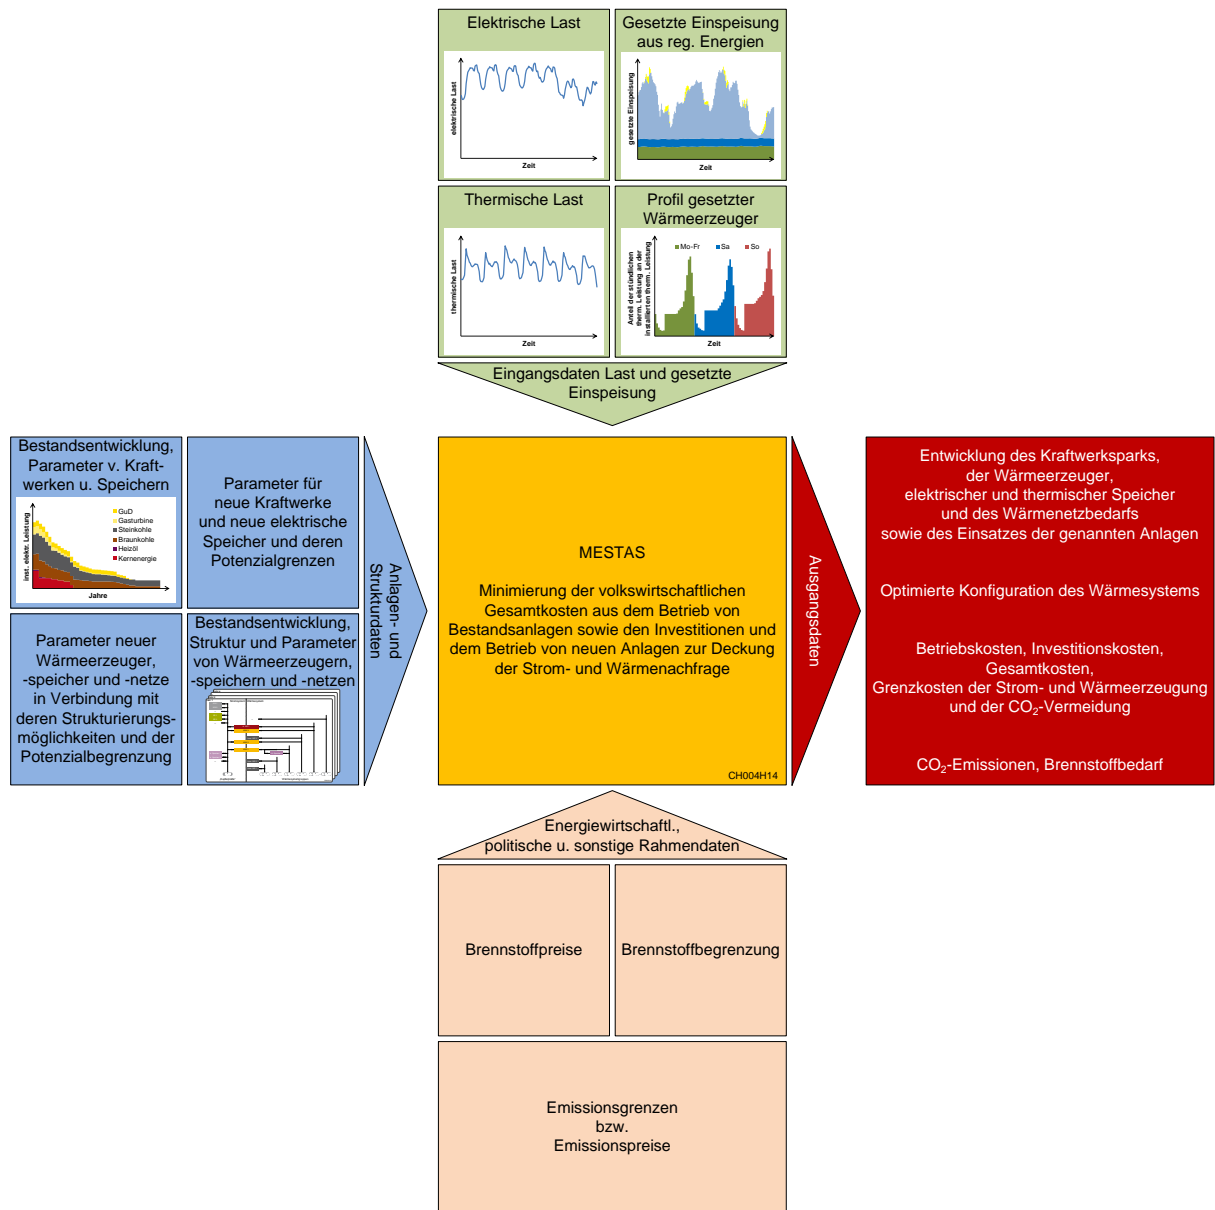 Elektrische Last
elektrische Last
Zeit
Gesetzte Einspeisung
aus reg. Energien
gesetzte Einspeisung
Zeit
Thermische Last
thermische Last
Zeit
Profil gesetzter
Wärmeerzeuger
Mo-Fr
Sa
So
Anteil der stündlichen
therm. Leistung an der
installierten therm. Leistung
Zeit
Eingangsdaten Last und gesetzte
Einspeisung
Bestandsentwicklung,
Parameter v. Kraft-
werken u. Speichern
inst. elektr. Leistung
GuD
Gasturbine
Steinkohle
Braunkohle
Heizöl
Kernenergie
Jahre
Parameter für
neue Kraftwerke
und neue elektrische
Speicher und deren
Potenzialgrenzen
Parameter neuer
Wärmeerzeuger,
-speicher und -netze
in Verbindung mit
deren Strukturierungs-
möglichkeiten und der
Potenzialbegrenzung
Bestandsentwicklung,
Struktur und Parameter
von Wärmeerzeugern,
-speichern und -netzen
Anlagen- und
Strukturdaten
MESTAS
Minimierung der volkswirtschaftlichen
Gesamtkosten aus dem Betrieb von
Bestandsanlagen sowie den Investitionen und
dem Betrieb von neuen Anlagen zur Deckung
der Strom- und Wärmenachfrage
CH004H14
Ausgangsdaten
Entwicklung des Kraftwerksparks,
der Wärmeerzeuger,
elektrischer und thermischer Speicher
und des Wärmenetzbedarfs
sowie des Einsatzes der genannten Anlagen
Optimierte Konfiguration des Wärmesystems
Betriebskosten, Investitionskosten,
Gesamtkosten,
Grenzkosten der Strom- und Wärmeerzeugung
und der CO₂-Vermeidung
CO₂-Emissionen, Brennstoffbedarf
Energiewirtschaftl.,
politische u. sonstige Rahmendaten
Brennstoffpreise
Brennstoffbegrenzung
Emissionsgrenzen
bzw.
Emissionspreise